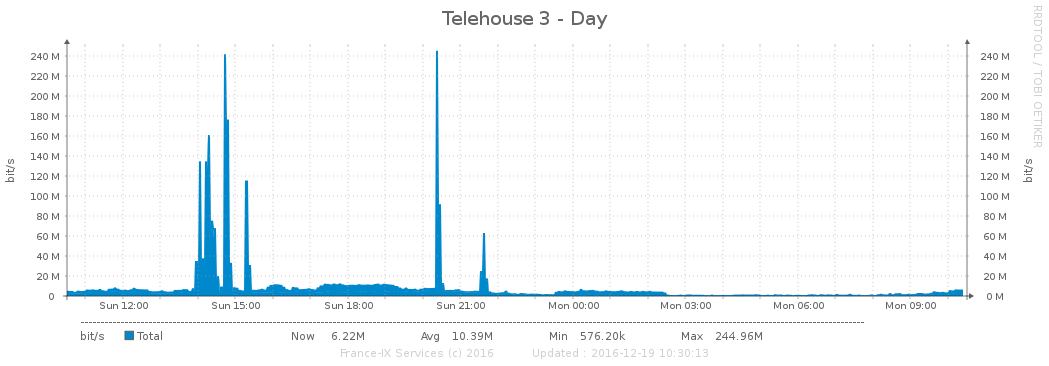 Telehouse 3 - Day
RRDTOOL / TOBI OETIKER
bit/s
240 M 240 M
220 M 220 M
200 M 200 M
180 M 180 M
160 M 160 M
140 M 140 M
120 M 120 M
100 M 100 M
80 M 80 M
60 M 60 M
40 M 40 M
20 M 20 M
0 0 M
bit/s
Sun 12:00 Sun 15:00 Sun 18:00 Sun 21:00 Mon 00:00 Mon 03:00 Mon 06:00 Mon 09:00
bit/s Total Now 6.22M Avg 10.39M Min 576.20k Max 244.96M
France-IX Services (c) 2016 Updated : 2016-12-19 10:30:13